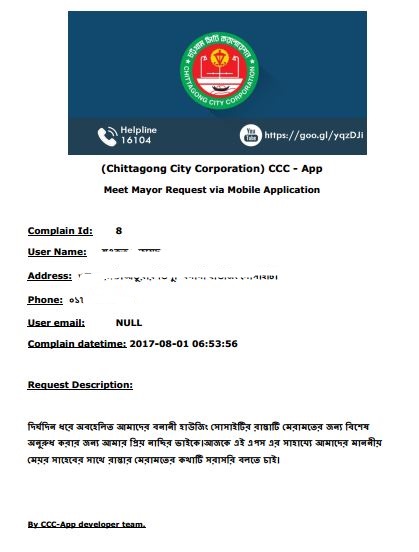 চট্টগ্রাম সিটি কর্পোরেশন
CHITTAGONG CITY CORPORATION
Helpline
16104
You Tube https://goo.gl/yqzDJi
(Chittagong City Corporation) CCC - App
Meet Mayor Request via Mobile Application
Complain Id: 8
User Name:
Address:
Phone: ০১
User email: NULL
Complain datetime: 2017-08-01 06:53:56
Request Description:
দির্ঘদিন ধরে অবহেলিত আমাদের বনানী হাউজিং সোসাইটির রাস্তাটি মেরামতের জন্য বিশেষ
অনুরুধ করার জন্য আমার প্রিয় নাছির ভাইকে।আজকে এই এপস এর সাহায্যে আমাদের মাননীয়
মেয়র সাহেবের সাথে রাস্তার মেরামতের কথাটি সরাসরি বলতে চাই।
By CCC-App developer team.